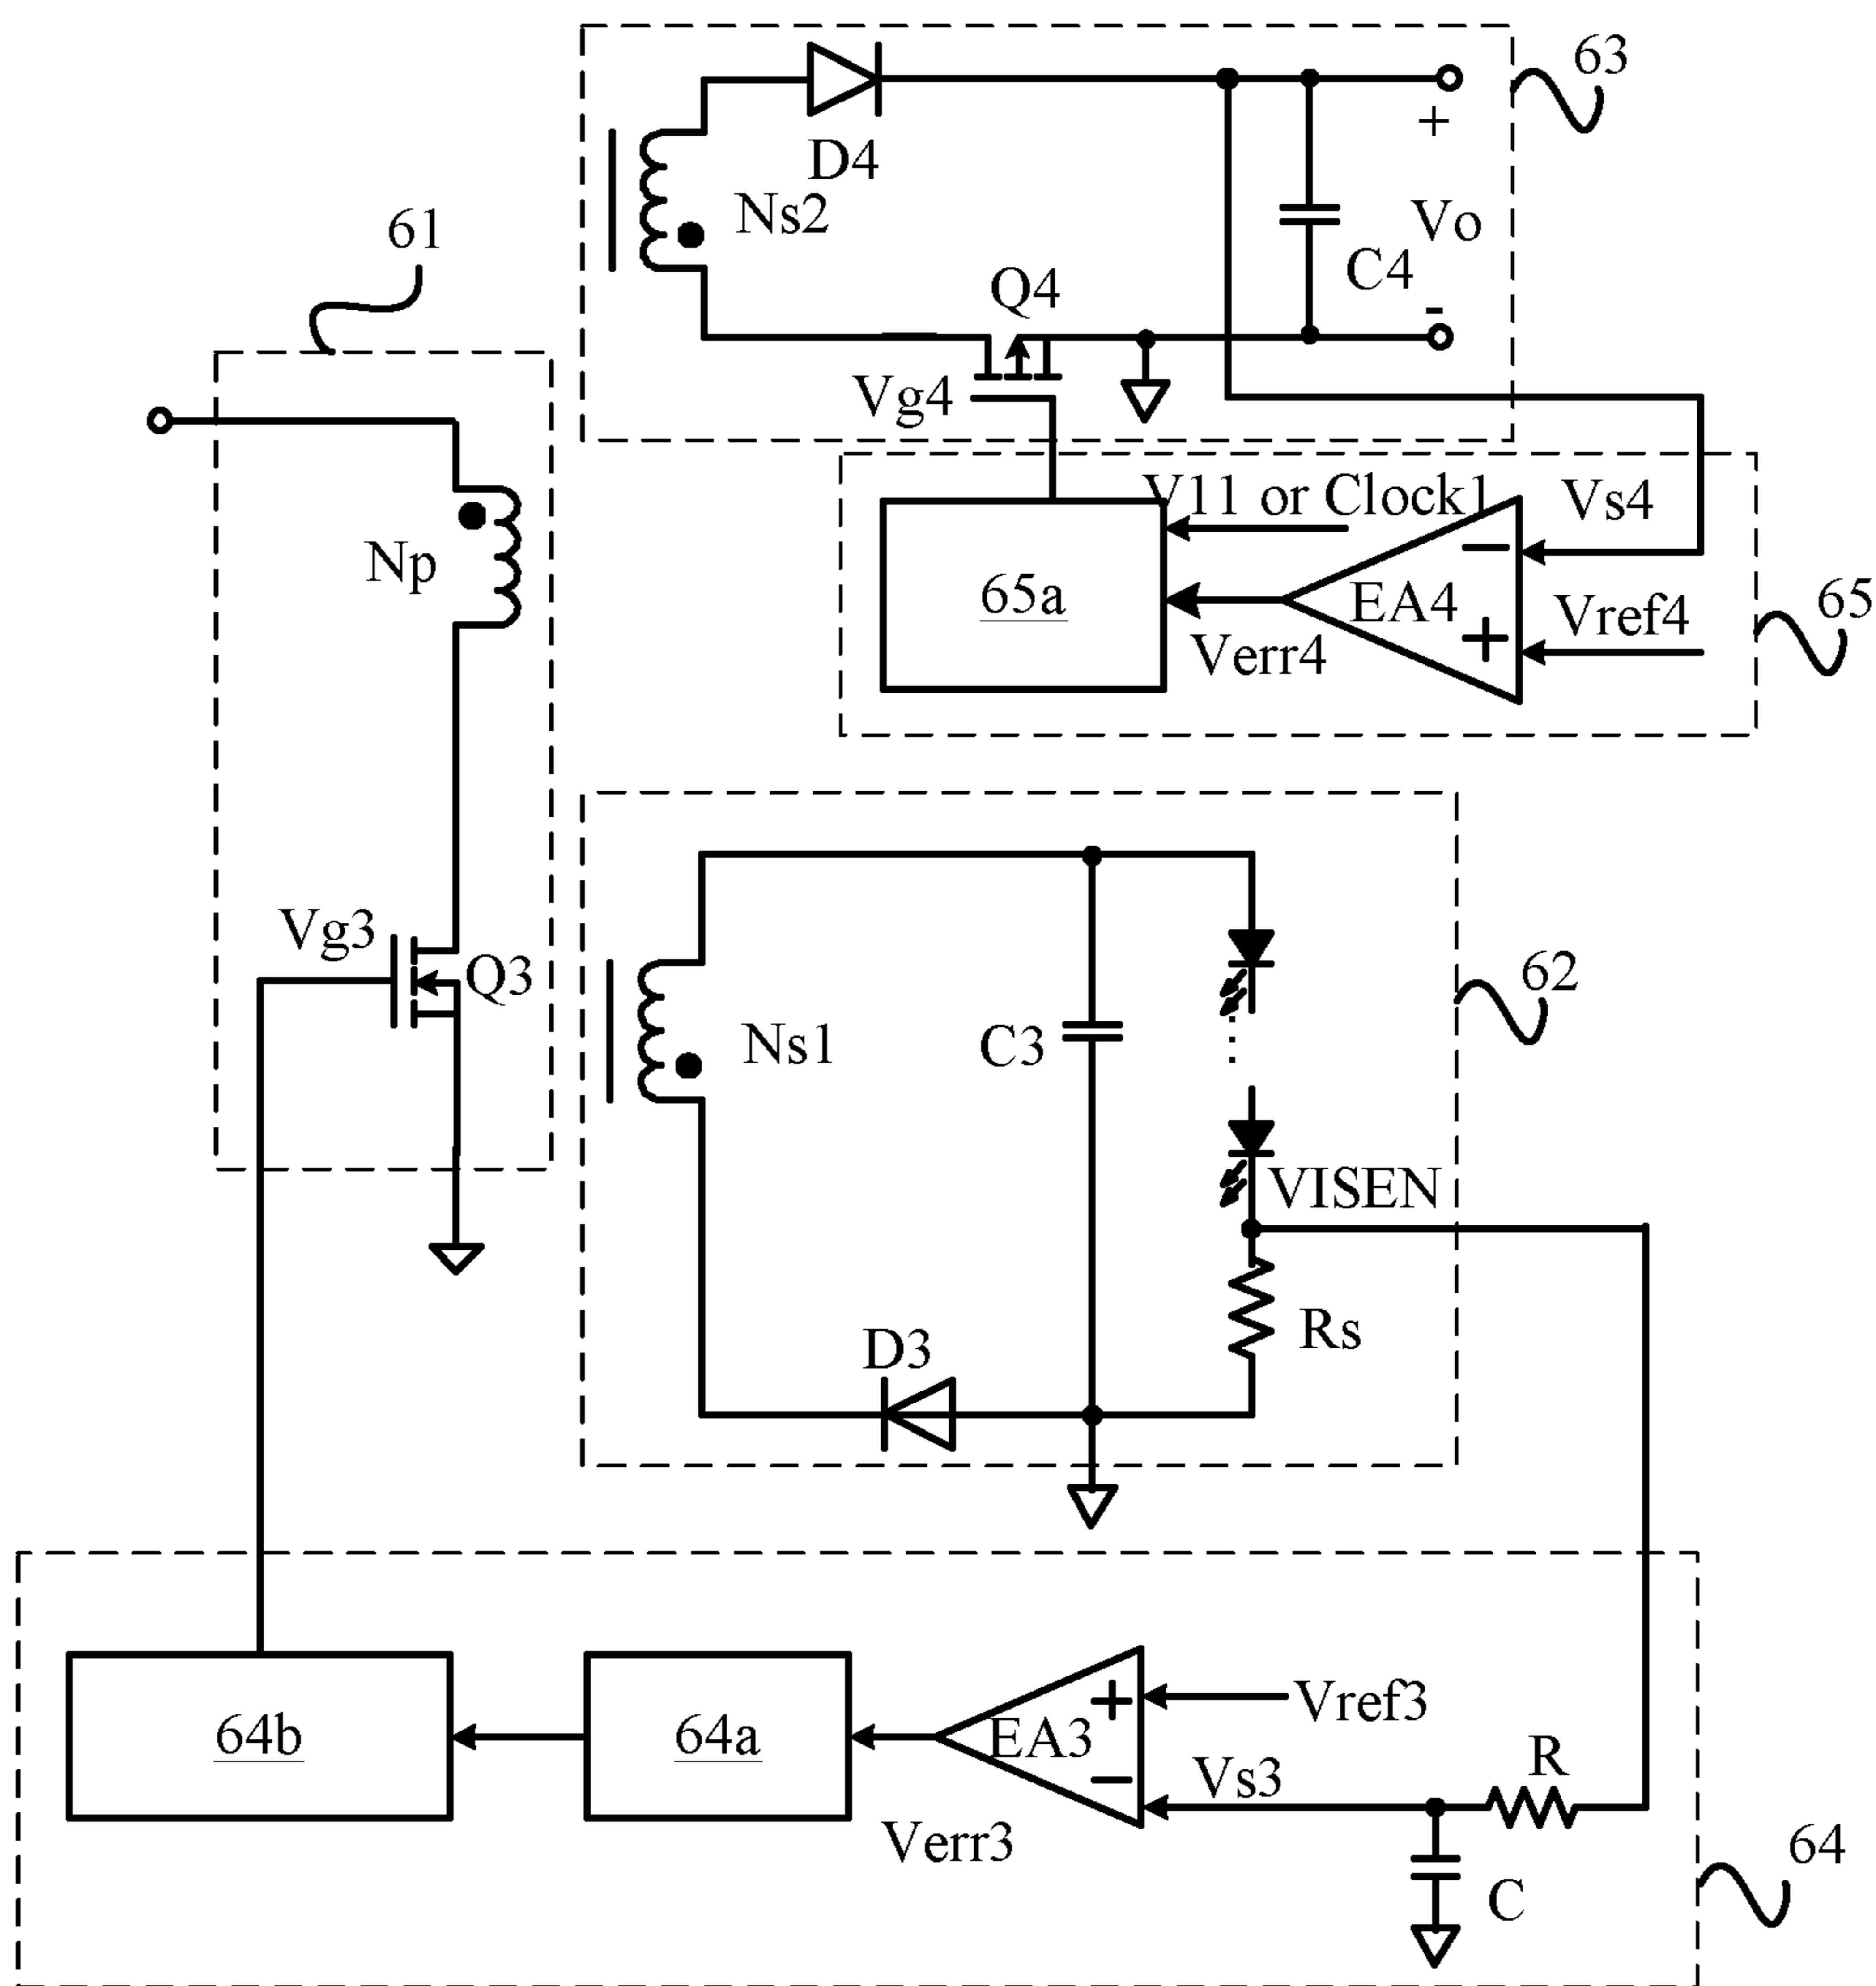 63
+
D4
Ns2
Vo
C4
-
Q4
61
Vg4
V11 or Clock1
Vs4
Np
65a
EA4
Vref4
65
Verr4
Vg3
Q3
62
Ns1
C3
VISEN
Rs
D3
64b
64a
EA3
+
-
Vref3
Vs3
R
Verr3
C
64